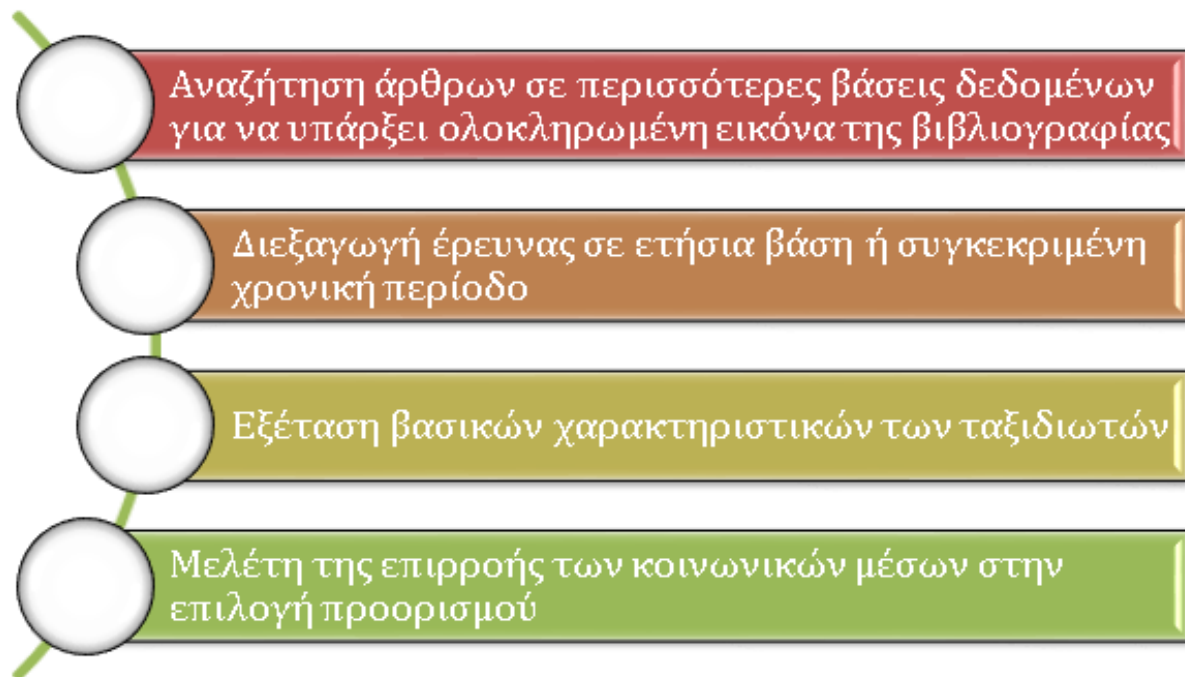 Αναζήτηση άρθρων σε περισσότερες βάσεις δεδομένων
για να υπάρξει ολοκληρωμένη εικόνα της βιβλιογραφίας
Διεξαγωγή έρευνας σε ετήσια βάση ή συγκεκριμένη
χρονική περίοδο
Εξέταση βασικών χαρακτηριστικών των ταξιδιωτών
Μελέτη της επιρροής των κοινωνικών μέσων στην
επιλογή προορισμού